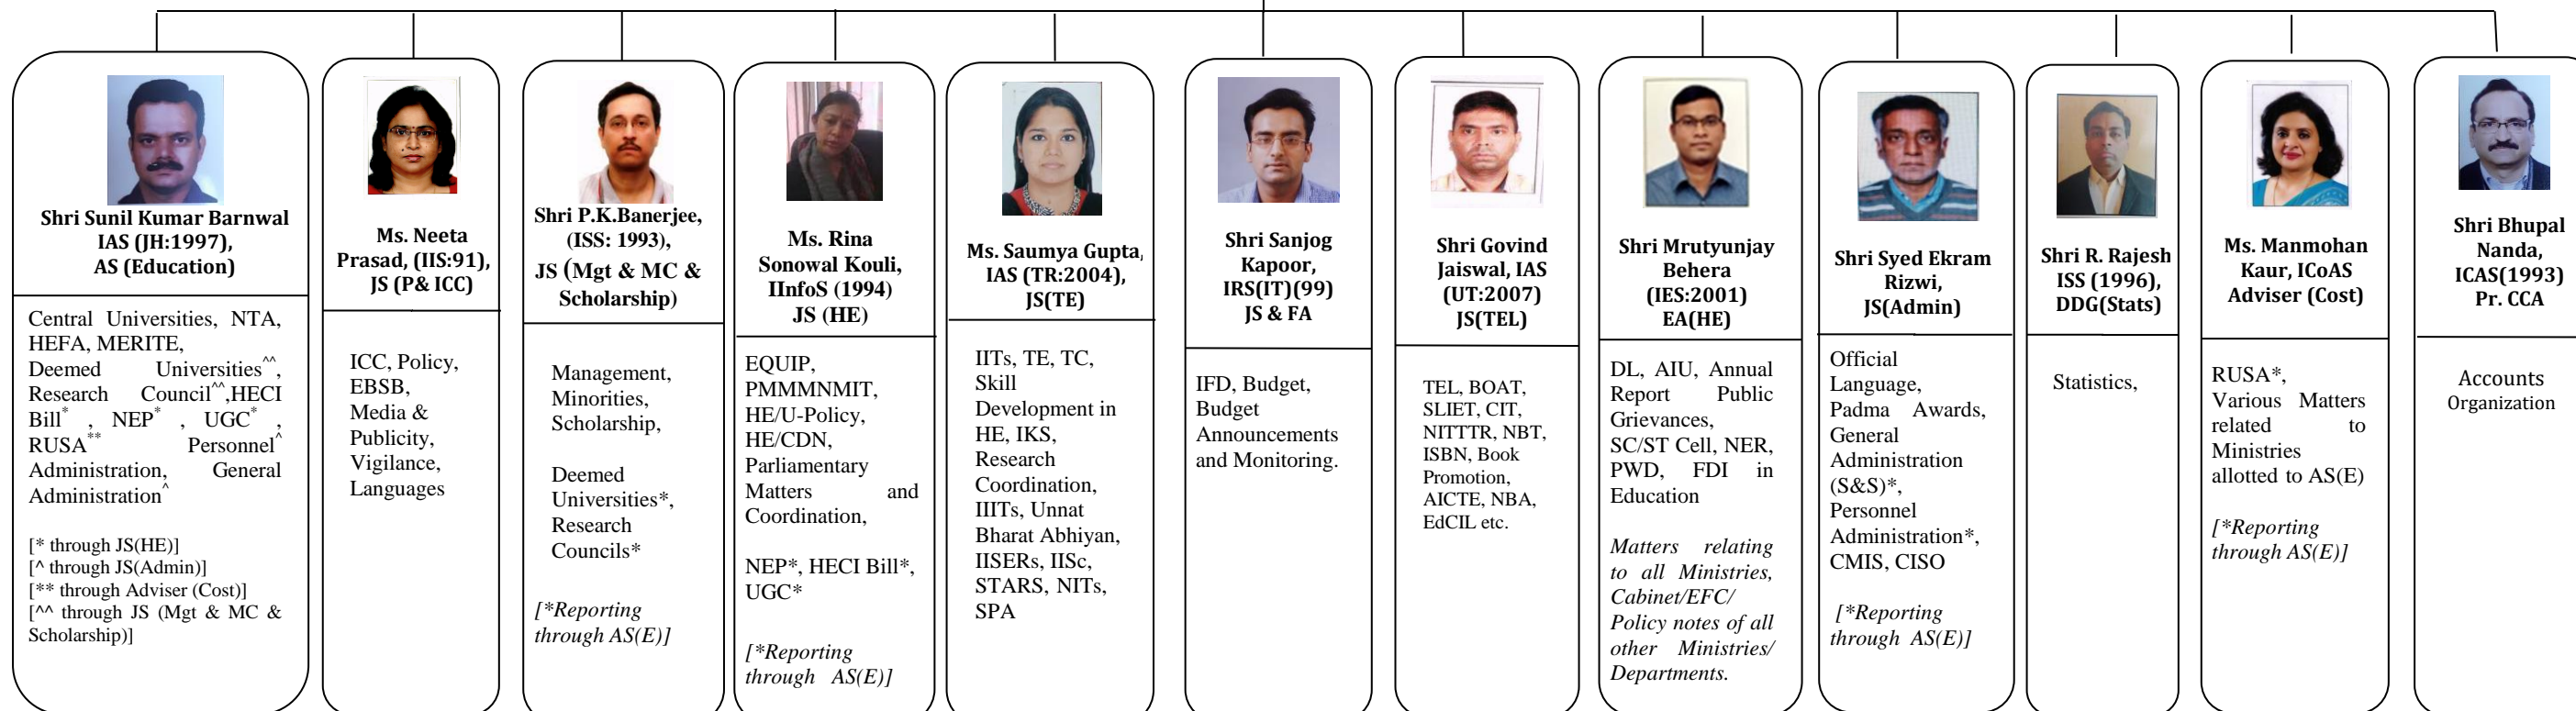 Shri Sunil Kumar Barnwal
IAS (JH:1997),
AS (Education)
Central Universities, NTA,
HEFA, MERITE,
Deemed Universities^^,
Research Council^^,HECI
Bill* , NEP* , UGC* ,
RUSA** Personnel^
Administration, General
Administration^
[* through JS(HE)]
[^ through JS(Admin)]
[** through Adviser (Cost)]
[^^ through JS (Mgt & MC &
Scholarship)]
Ms. Neeta
Prasad, (IIS:91),
JS (P& ICC)
ICC, Policy,
EBSB,
Media &
Publicity,
Vigilance,
Languages
Shri P.K.Banerjee,
(ISS: 1993),
JS (Mgt & MC &
Scholarship)
Management,
Minorities,
Scholarship,
Deemed
Universities*,
Research
Councils*
[*Reporting
through AS(E)]
Ms. Rina
Sonowal Kouli,
IInfoS (1994)
JS (HE)
EQUIP,
PMMMNMIT,
HE/U-Policy,
HE/CDN,
Parliamentary
Matters and
Coordination,
NEP*, HECI Bill*,
UGC*
[*Reporting
through AS(E)]
Ms. Saumya Gupta,
IAS (TR:2004),
JS(TE)
IITs, TE, TC,
Skill
Development in
HE, IKS,
Research
Coordination,
IIITs, Unnat
Bharat Abhiyan,
IISERs, IISc,
STARS, NITs,
SPA
Shri Sanjog
Kapoor,
IRS(IT)(99)
JS & FA
IFD, Budget,
Budget
Announcements
and Monitoring.
Shri Govind
Jaiswal, IAS
(UT:2007)
JS(TEL)
TEL, BOAT,
SLIET, CIT,
NITTTR, NBT,
ISBN, Book
Promotion,
AICTE, NBA,
EdCIL etc.
Shri Mrutyunjay
Behera
(IES:2001)
EA(HE)
DL, AIU, Annual
Report Public
Grievances,
SC/ST Cell, NER,
PWD, FDI in
Education
Matters relating
to all Ministries,
Cabinet/EFC/
Policy notes of all
other Ministries/
Departments.
Shri Syed Ekram
Rizwi,
JS(Admin)
Official
Language,
Padma Awards,
General
Administration
(S&S)*,
Personnel
Administration*,
CMIS, CISO
[*Reporting
through AS(E)]
Shri R. Rajesh
ISS (1996),
DDG(Stats)
Statistics,
Ms. Manmohan
Kaur, ICoAS
Adviser (Cost)
RUSA*,
Various Matters
related to
Ministries
allotted to AS(E)
[*Reporting
through AS(E)]
Shri Bhupal
Nanda,
ICAS(1993)
Pr. CCA
Accounts
Organization